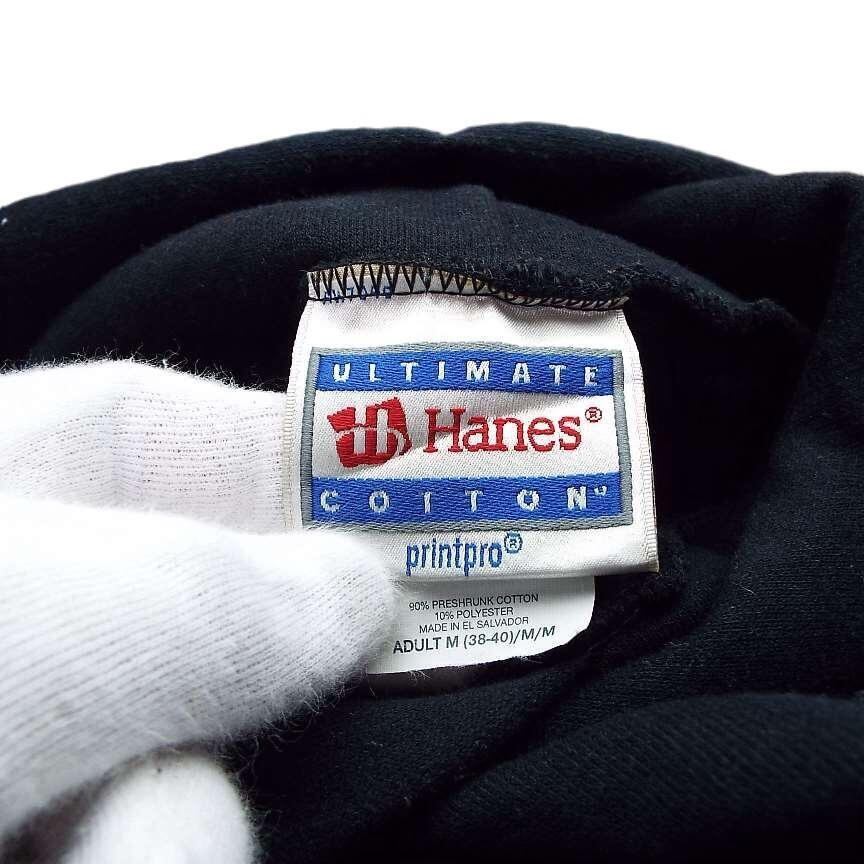 ULTIMATE
Hanes®
COTTON
printpro®
90% PRESHRUNK COTTON
10% POLYESTER
MADE IN EL SALVADOR
ADULT M (38-40)/M/M